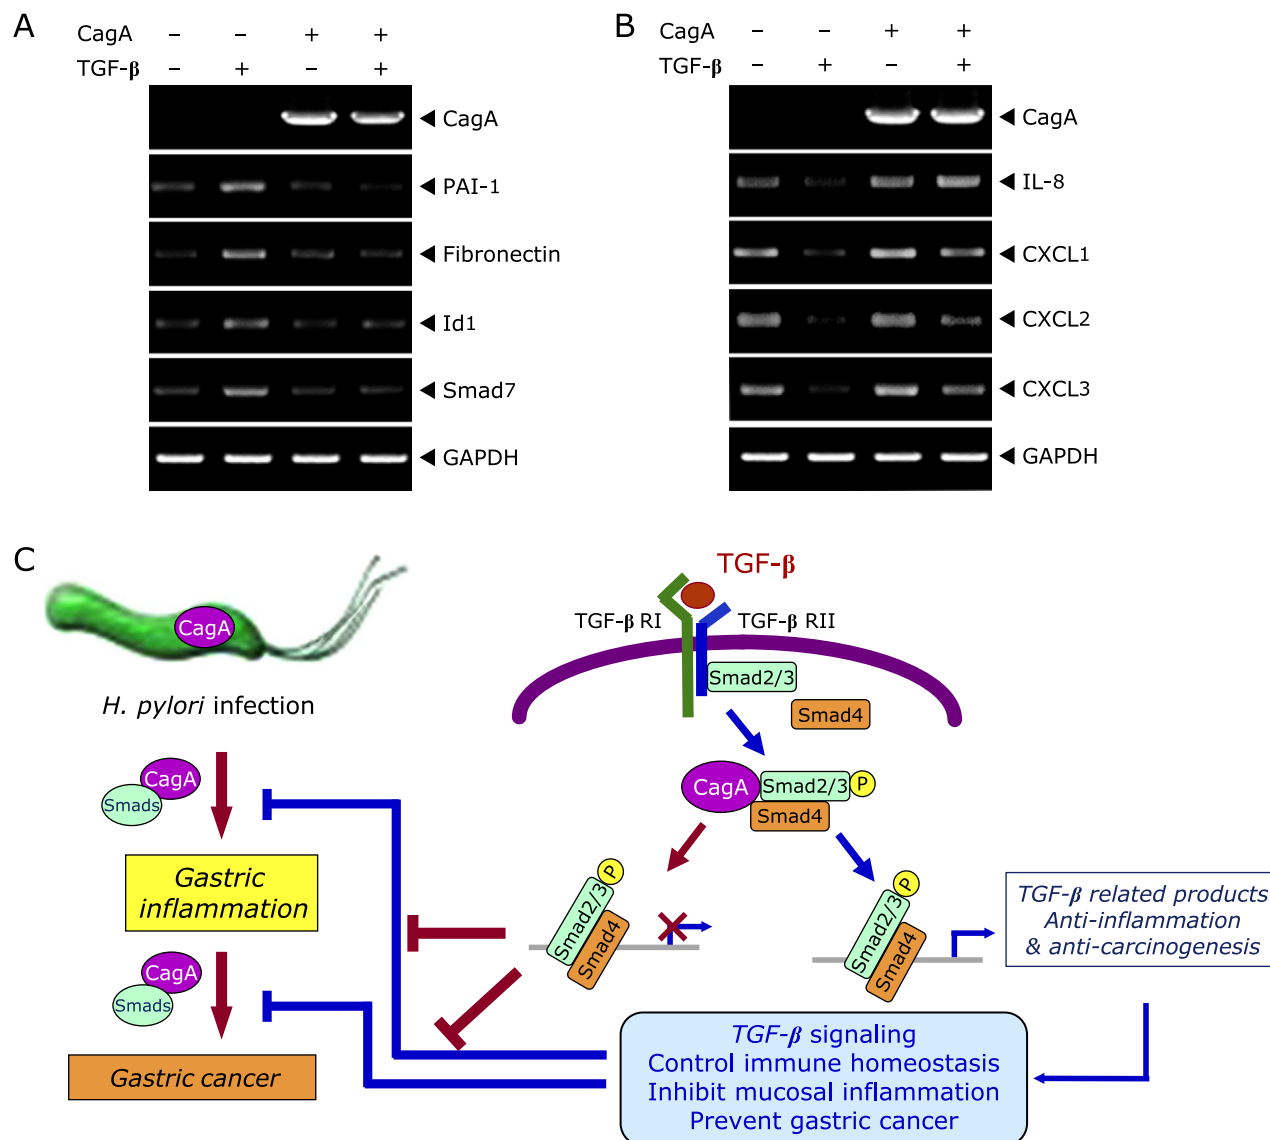 A
CagA – – + +
TGF-β – + – +
CagA
PAI-1
Fibronectin
Id1
Smad7
GAPDH
B
CagA – – + +
TGF-β – + – +
CagA
IL-8
CXCL1
CXCL2
CXCL3
GAPDH
C
CagA
H. pylori infection
CagA
Smads
Gastric
inflammation
CagA
Smads
Gastric cancer
TGF-β
TGF-β RI
TGF-β RII
Smad2/3
Smad4
CagA
Smad2/3
P
Smad4
P
Smad2/3
Smad4
P
Smad2/3
Smad4
TGF-β related products
Anti-inflammation
& anti-carcinogenesis
TGF-β signaling
Control immune homeostasis
Inhibit mucosal inflammation
Prevent gastric cancer